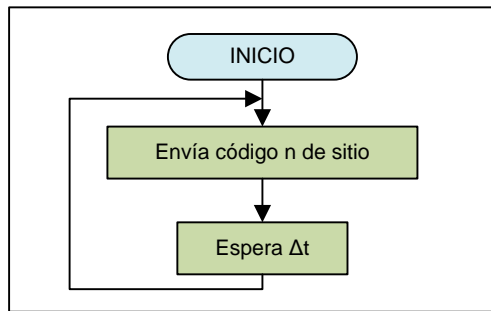 INICIO
Envía código n de sitio
Espera Δt